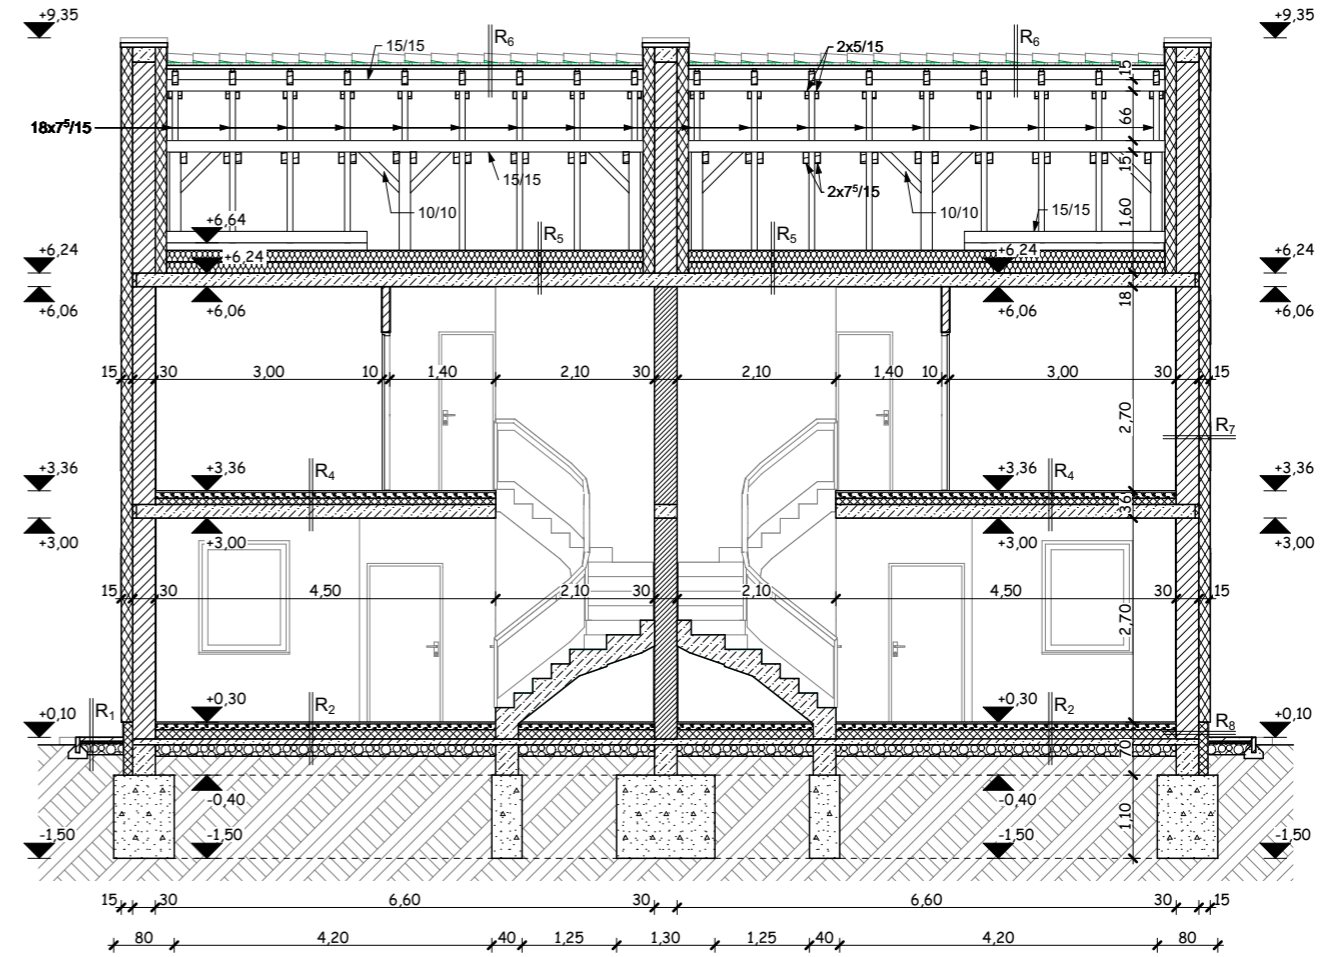 +9,35 R6 R6 +9,35
15/15 2x5/15 15
18x7⁵/15 66
15/15 10/10 2x7⁵/15 10/10 15/15 15
+6,64 R5 R5 1,60
+6,24 +6,24 +6,24 +6,24
+6,06 +6,06 +6,06 18 +6,06
15 30 3,00 10 1,40 2,10 30 2,10 1,40 10 3,00 30 15
2,70 R7
+3,36 +3,36 R4 +3,36 R4 +3,36
36
+3,00 +3,00 +3,00 +3,00
15 30 4,50 2,10 30 2,10 4,50 30 15
2,70
+0,10 R1 +0,30 R2 +0,30 R2 R8 +0,10
70
-0,40 -0,40
1,10
-1,50 -1,50 -1,50 -1,50
15 30 6,60 30 6,60 30 15
80 4,20 40 1,25 1,30 1,25 40 4,20 80